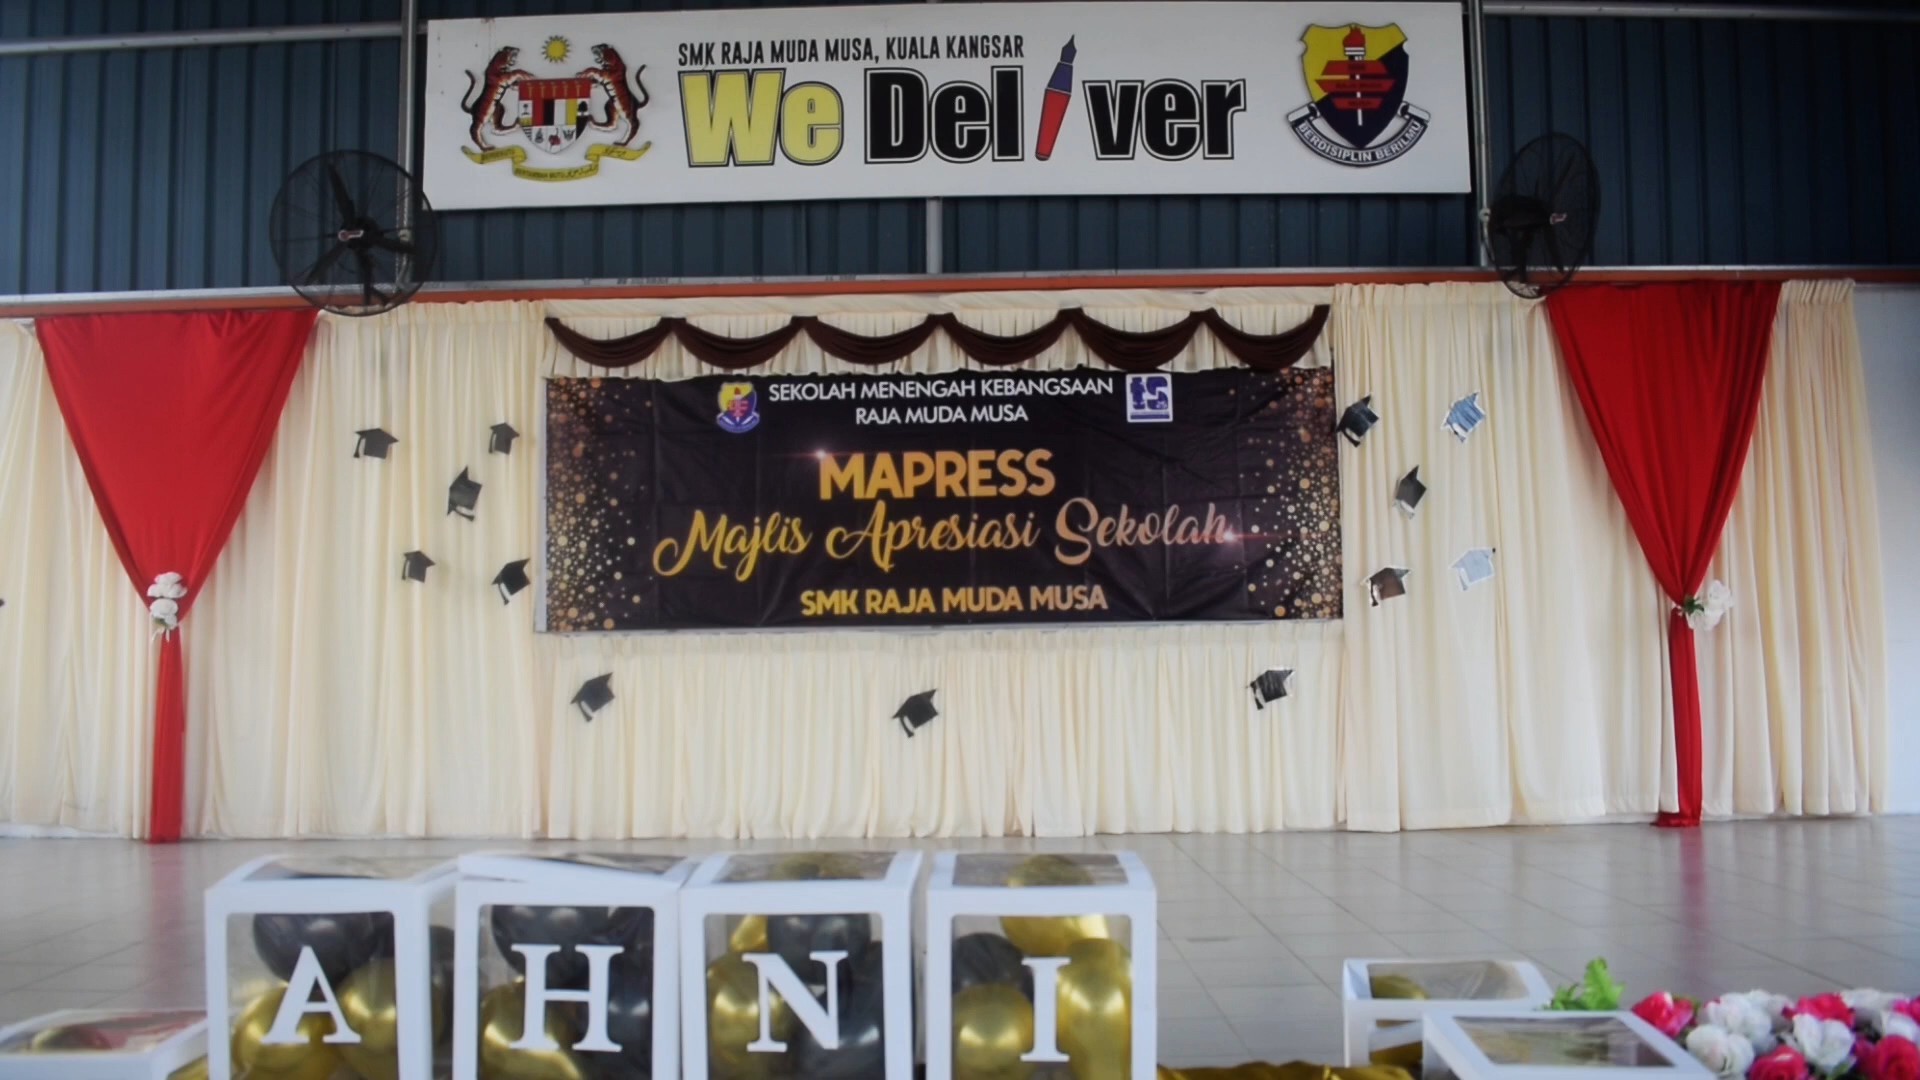 SMK RAJA MUDA MUSA, KUALA KANGSAR
We Deliver
BERDISIPLIN BERILMU
SEKOLAH MENENGAH KEBANGSAAN
RAJA MUDA MUSA
MAPRESS
Majlis Apresiasi Sekolah
SMK RAJA MUDA MUSA
A H N I